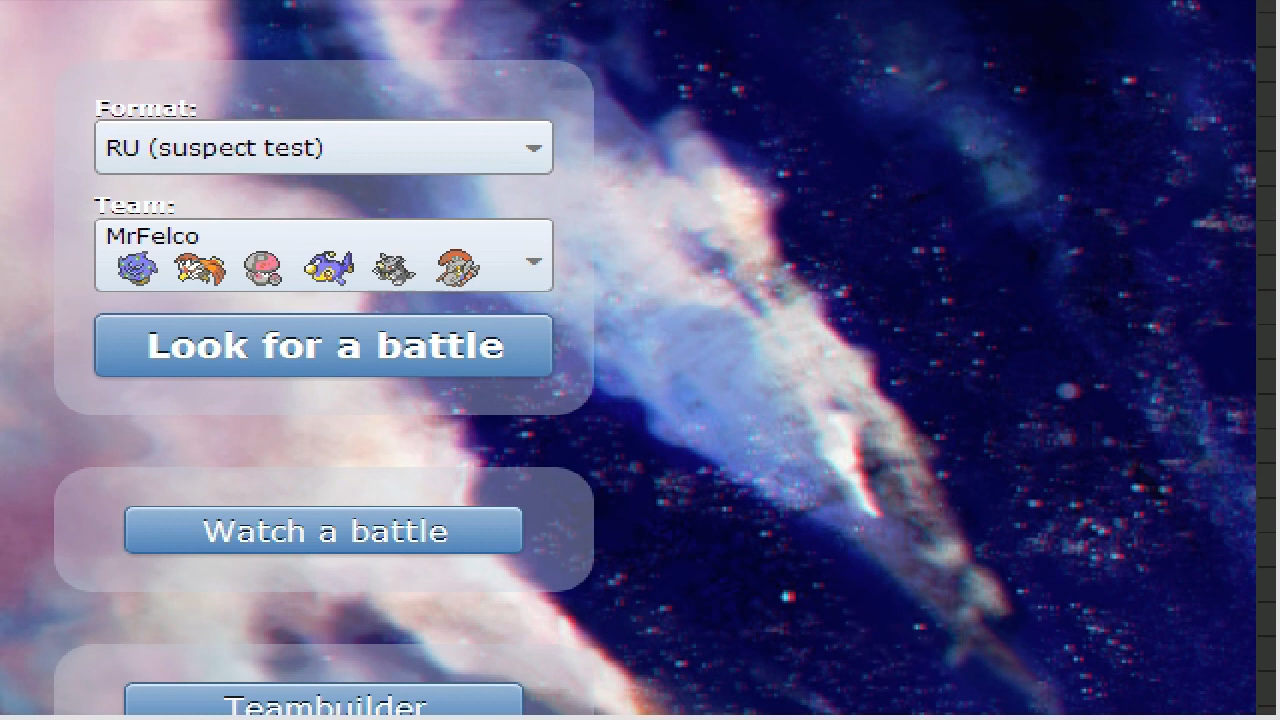 Format:
RU (suspect test)
Team:
MrFelco
Look for a battle
Watch a battle
Teambuilder